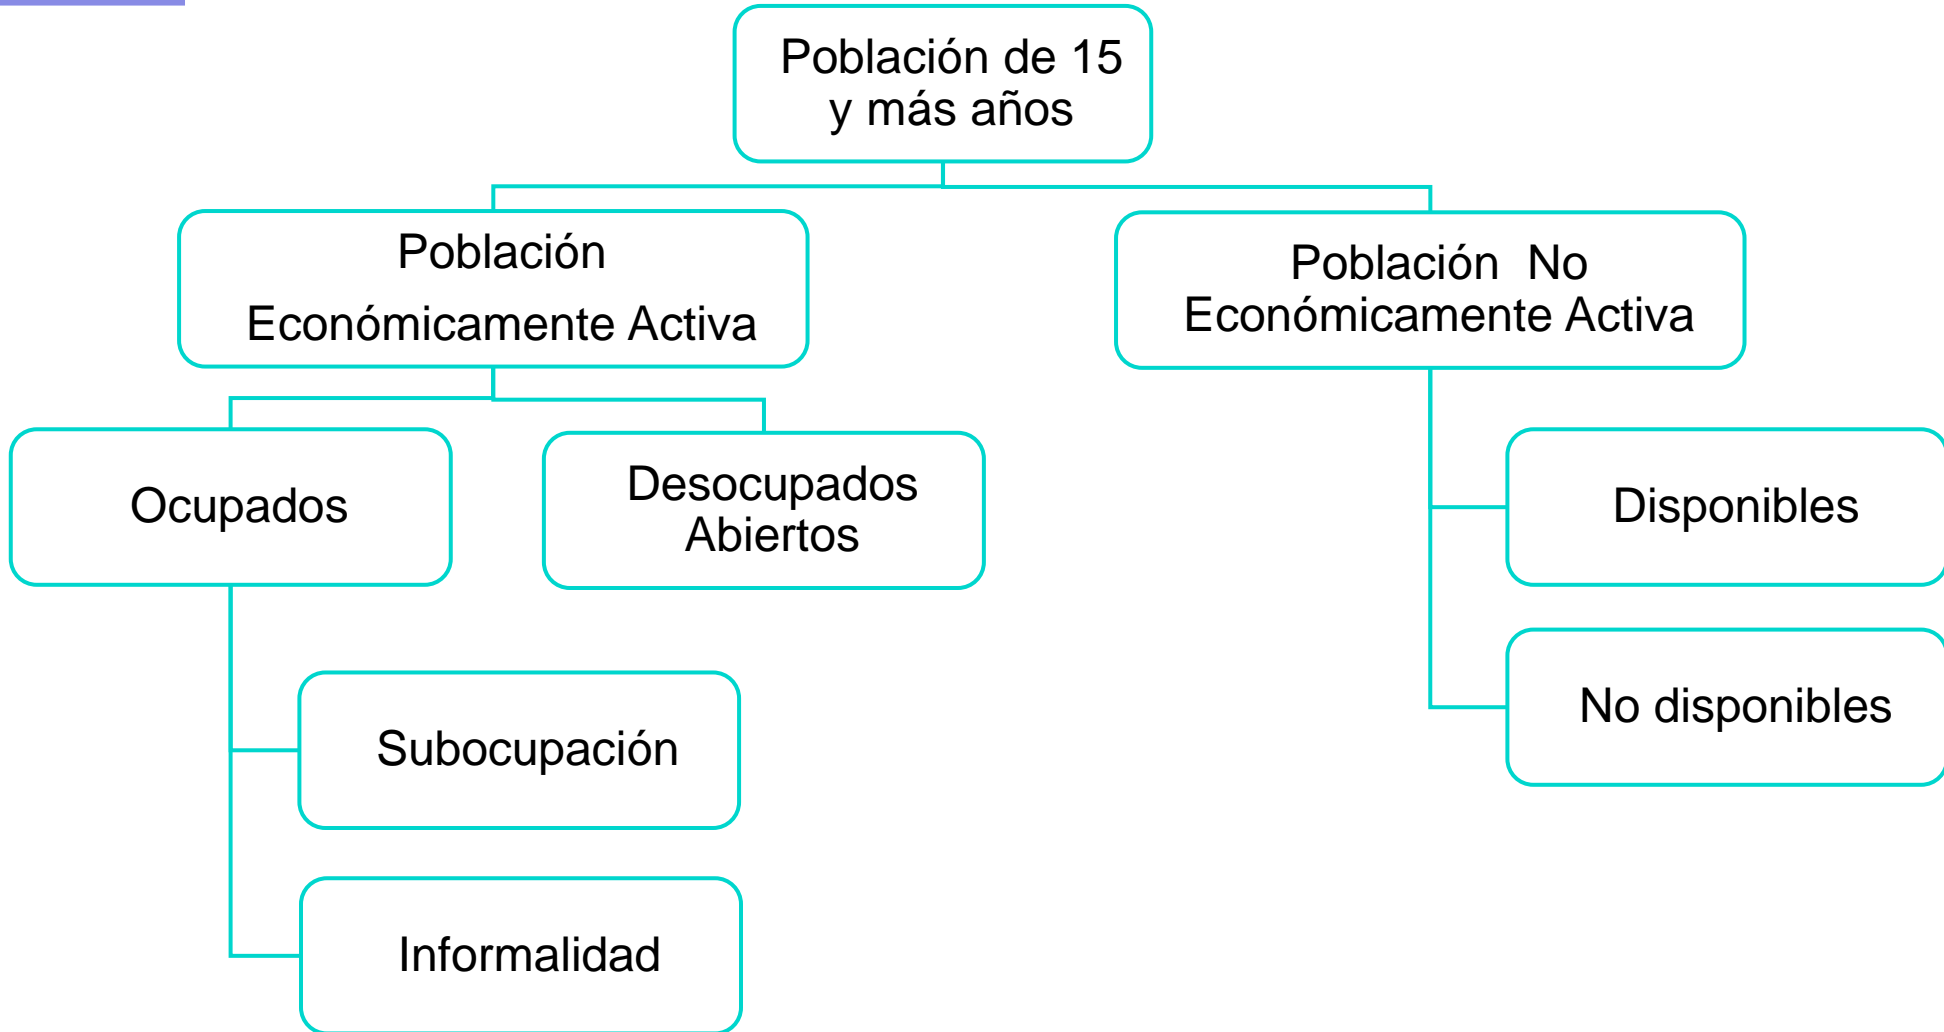 Población de 15
y más años
Población
Económicamente Activa
Población No
Económicamente Activa
Ocupados
Desocupados
Abiertos
Disponibles
No disponibles
Subocupación
Informalidad